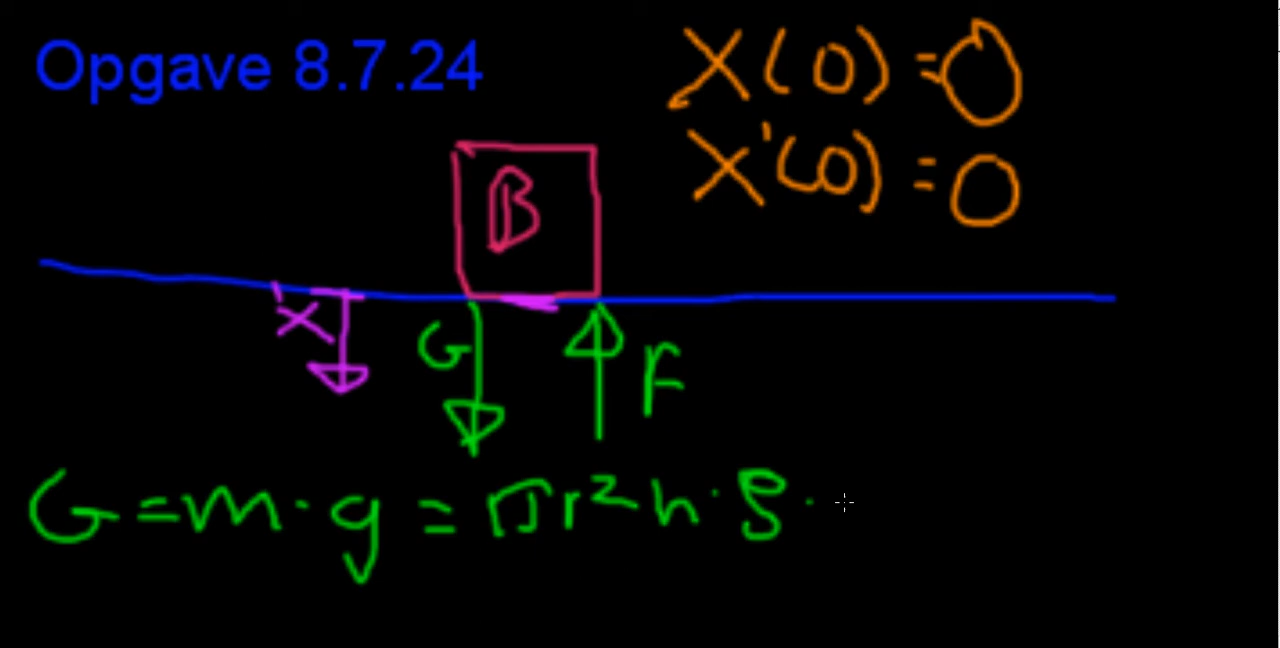 Opgave 8.7.24
X(0)=0
X'(0)=0
B
X
G
F
G=m·g=πr²h·ρ·